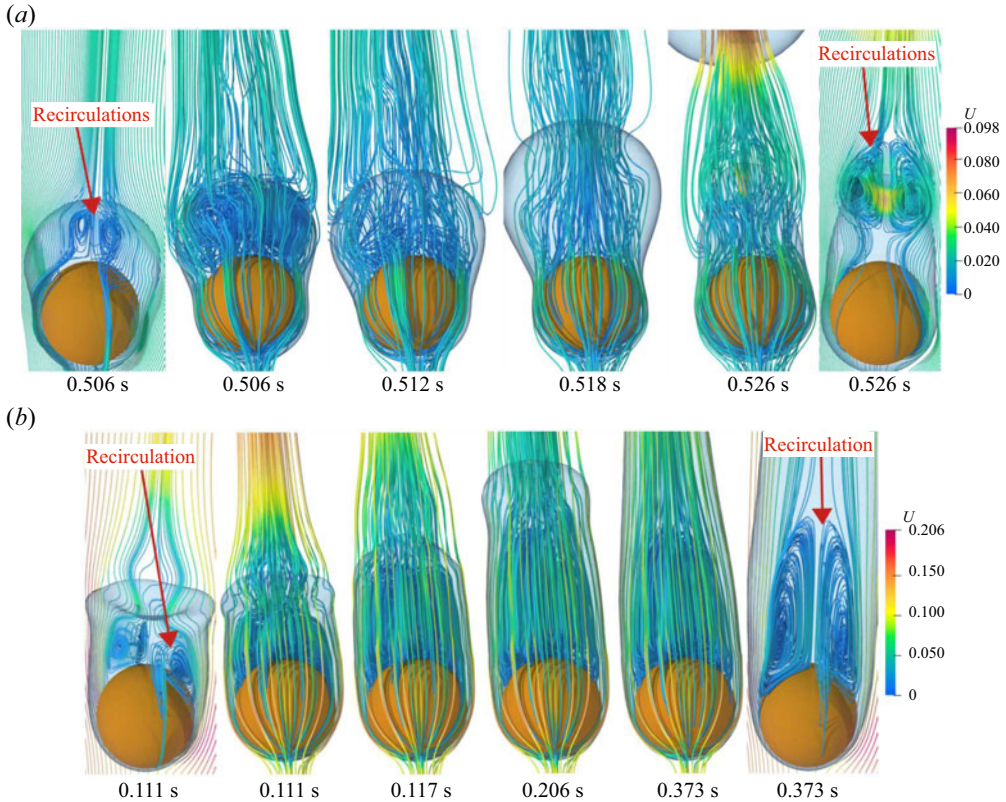 (a)
Recirculations
Recirculations
U
0.098
0.080
0.060
0.040
0.020
0
0.506 s
0.506 s
0.512 s
0.518 s
0.526 s
0.526 s
(b)
Recirculation
Recirculation
U
0.206
0.150
0.100
0.050
0
0.111 s
0.111 s
0.117 s
0.206 s
0.373 s
0.373 s